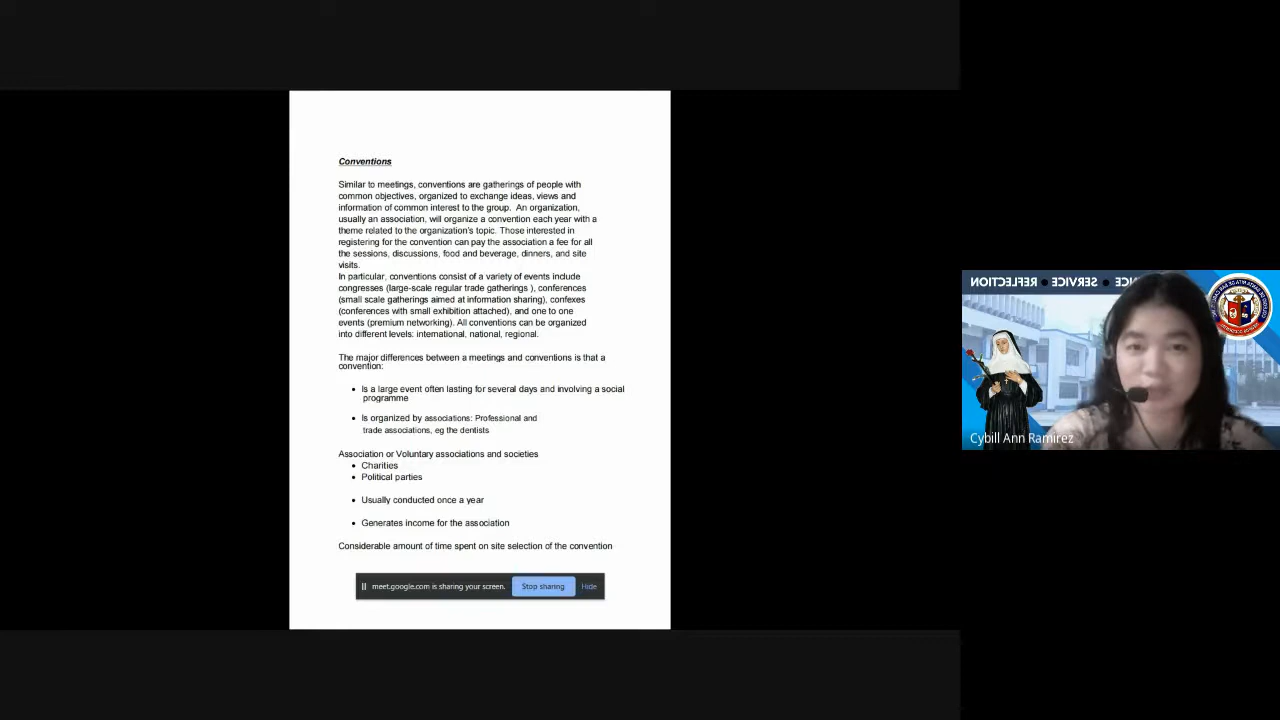 Conventions
Similar to meetings, conventions are gatherings of people with
common objectives, organized to exchange ideas, views and
information of common interest to the group. An organization,
usually an association, will organize a convention each year with a
theme related to the organization's topic. Those interested in
registering for the convention can pay the association a fee for all
the sessions, discussions, food and beverage, dinners, and site
visits.
In particular, conventions consist of a variety of events include
congresses (large-scale regular trade gatherings ), conferences
(small scale gatherings aimed at information sharing), confexes
(conferences with small exhibition attached), and one to one
events (premium networking). All conventions can be organized
into different levels: international, national, regional.
The major differences between a meetings and conventions is that a
convention:
• Is a large event often lasting for several days and involving a social
programme
• Is organized by associations: Professional and
trade associations, eg the dentists
Association or Voluntary associations and societies
• Charities
• Political parties
• Usually conducted once a year
• Generates income for the association
Considerable amount of time spent on site selection of the convention
meet.google.com is sharing your screen. Stop sharing Hide
REFLECTION • SERVICE •
Cybill Ann Ramirez